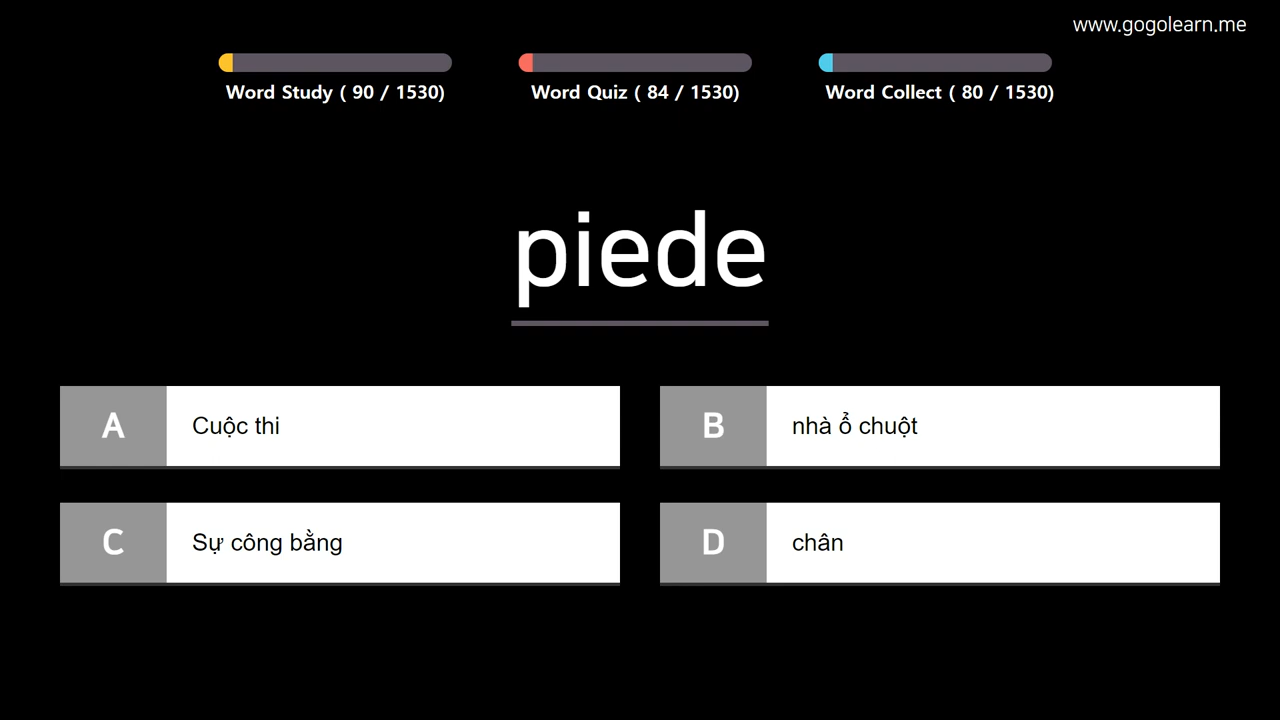 www.gogolearn.me
Word Study ( 90 / 1530)
Word Quiz ( 84 / 1530)
Word Collect ( 80 / 1530)
piede
A
Cuộc thi
B
nhà ổ chuột
C
Sự công bằng
D
chân